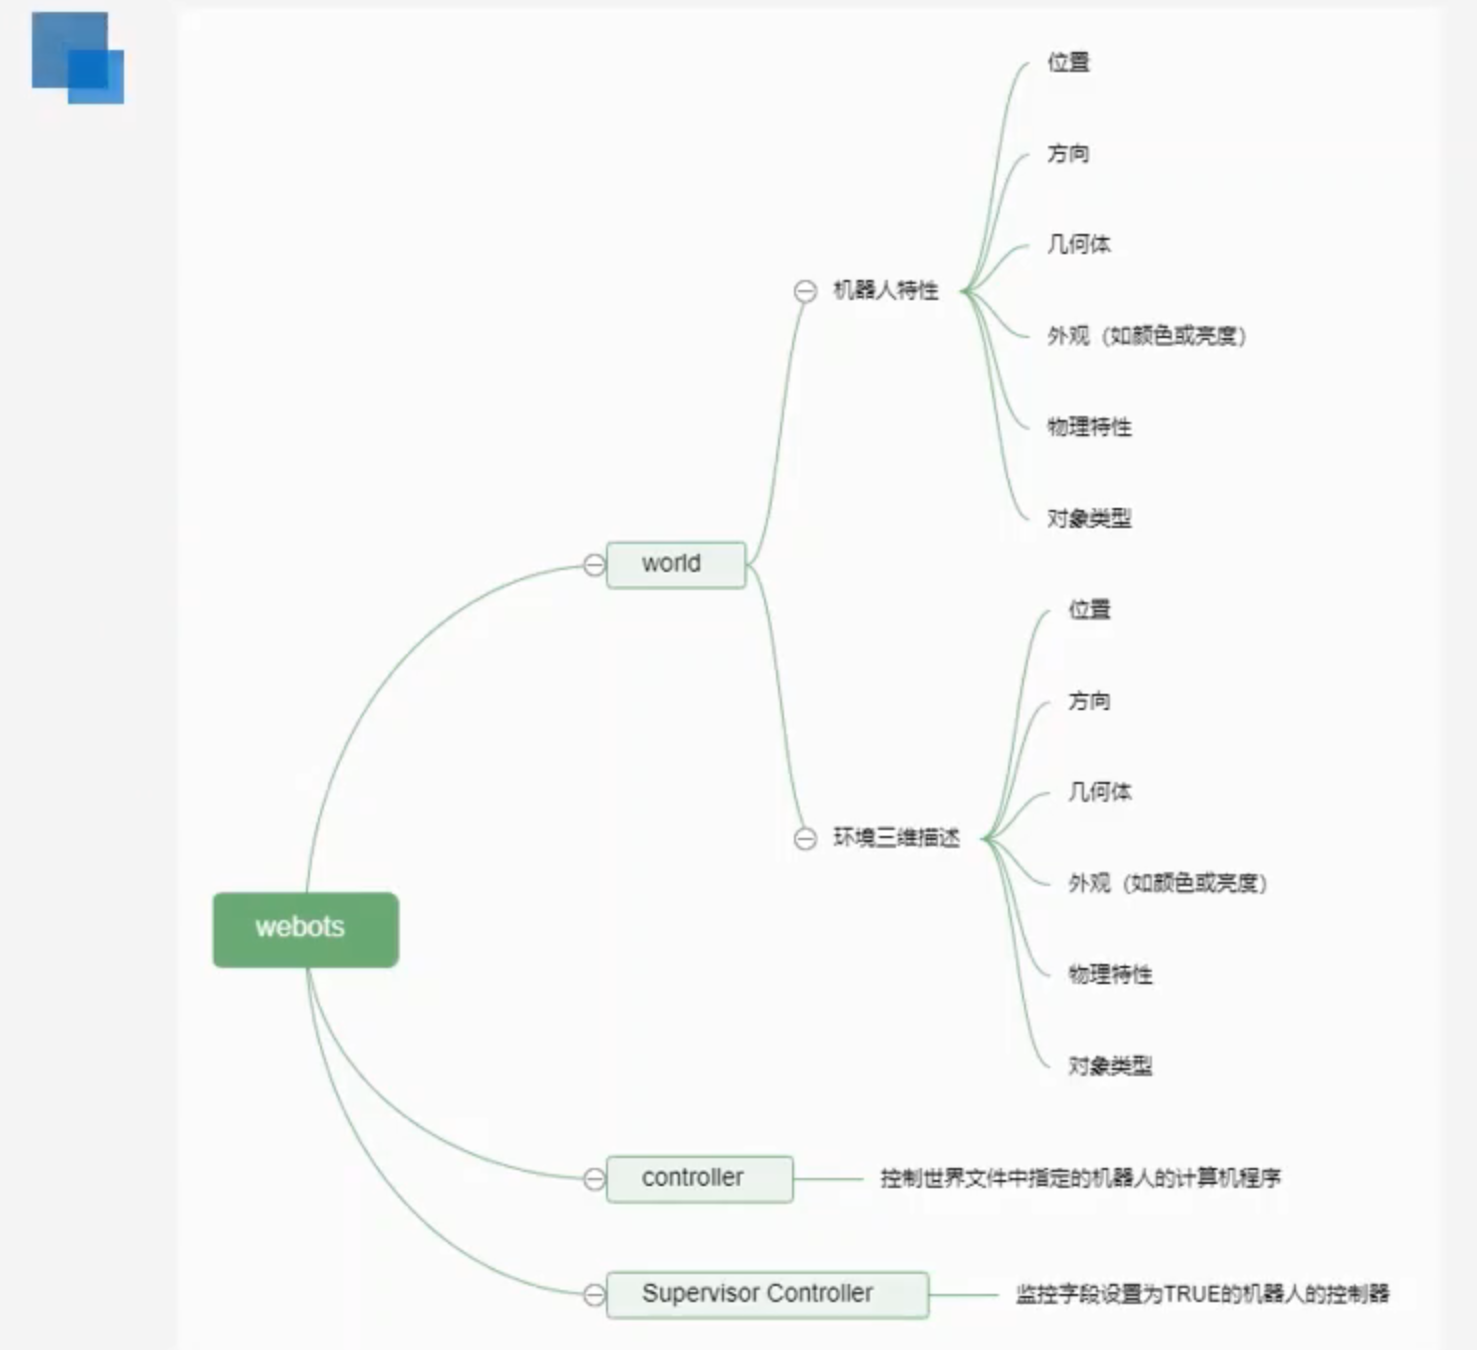 位置
方向
几何体
机器人特性
外观（如颜色或亮度）
物理特性
对象类型
world
位置
方向
几何体
环境三维描述
外观（如颜色或亮度）
物理特性
对象类型
webots
controller
控制世界文件中指定的机器人的计算机程序
Supervisor Controller
监控字段设置为TRUE的机器人的控制器